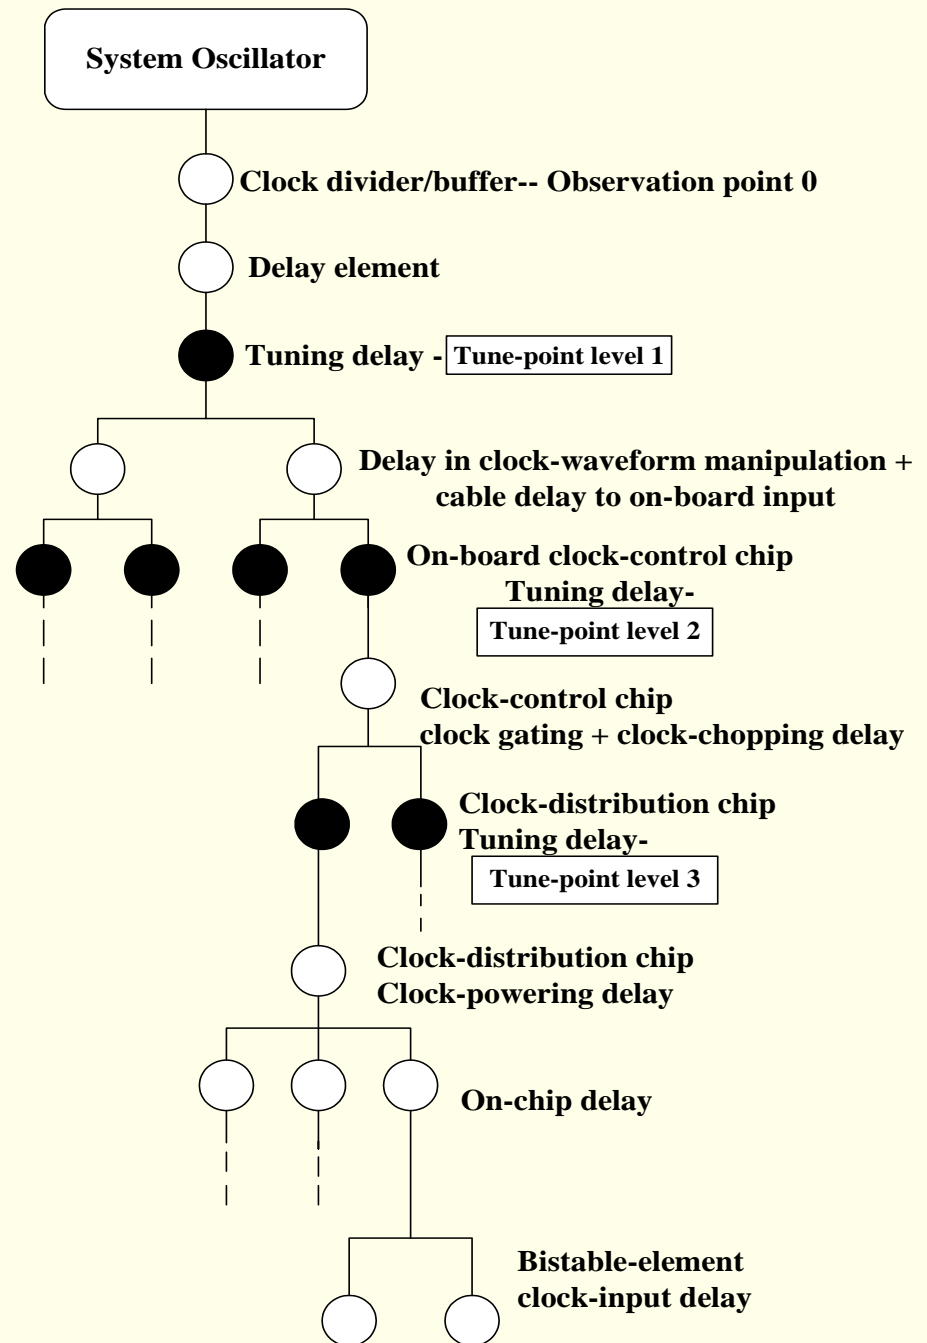 System Oscillator
Clock divider/buffer-- Observation point 0
Delay element
Tuning delay - Tune-point level 1
Delay in clock-waveform manipulation +
cable delay to on-board input
On-board clock-control chip
Tuning delay-
Tune-point level 2
Clock-control chip
clock gating + clock-chopping delay
Clock-distribution chip
Tuning delay-
Tune-point level 3
Clock-distribution chip
Clock-powering delay
On-chip delay
Bistable-element
clock-input delay